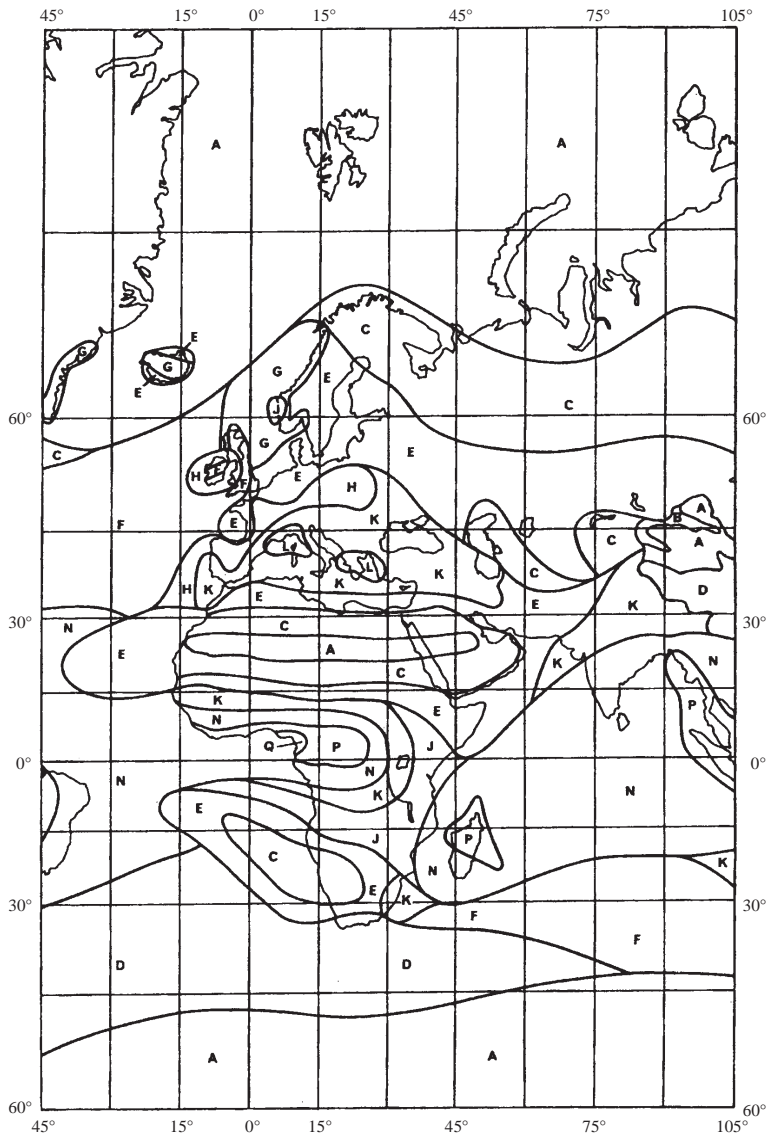 45° 15° 0° 15° 45° 75° 105°
A A
C
G E E G
G E
E J C
60° 60°
C G E
H E F E H
F E K A B
C A
L L
H K E K K C E K D
30° 30°
N C
E A K N
C
K E P
N J
Q P
0° N 0°
N K N
E
J P
C
N K
E K
30° 30°
F
F
D D
A A
60° 60°
45° 15° 0° 15° 45° 75° 105°